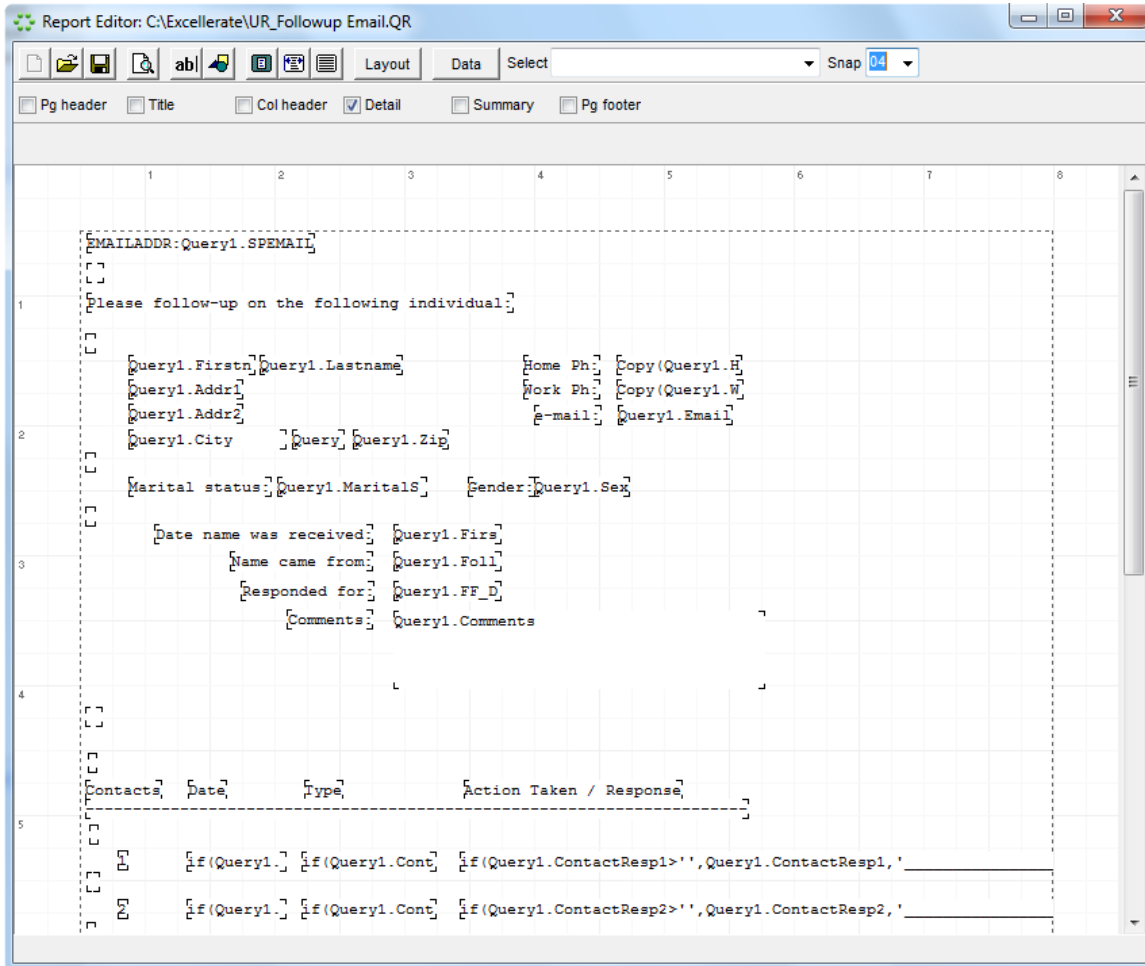 Report Editor: C:\Excellerate\UR_Followup Email.QR
ab Layout Data Select Snap 04
Pg header Title Col header Detail Summary Pg footer
1 2 3 4 5 6 7 8
EMAILADDR:Query1.SPEMAIL
1 Please follow-up on the following individual:
Query1.Firstn Query1.Lastname Home Ph: Copy(Query1.H
Query1.Addr1 Work Ph: Copy(Query1.W
Query1.Addr2 e-mail: Query1.Email
2 Query1.City Query Query1.Zip
Marital status: Query1.MaritalS Gender: Query1.Sex
Date name was received: Query1.Firs
3 Name came from: Query1.Foll
Responded for: Query1.FF_D
Comments: Query1.Comments
4
Contacts Date Type Action Taken / Response
--------------------------------------------------------------------------
5
1 if(Query1. if(Query1.Cont if(Query1.ContactResp1>'',Query1.ContactResp1,'____________________
2 if(Query1. if(Query1.Cont if(Query1.ContactResp2>'',Query1.ContactResp2,'____________________